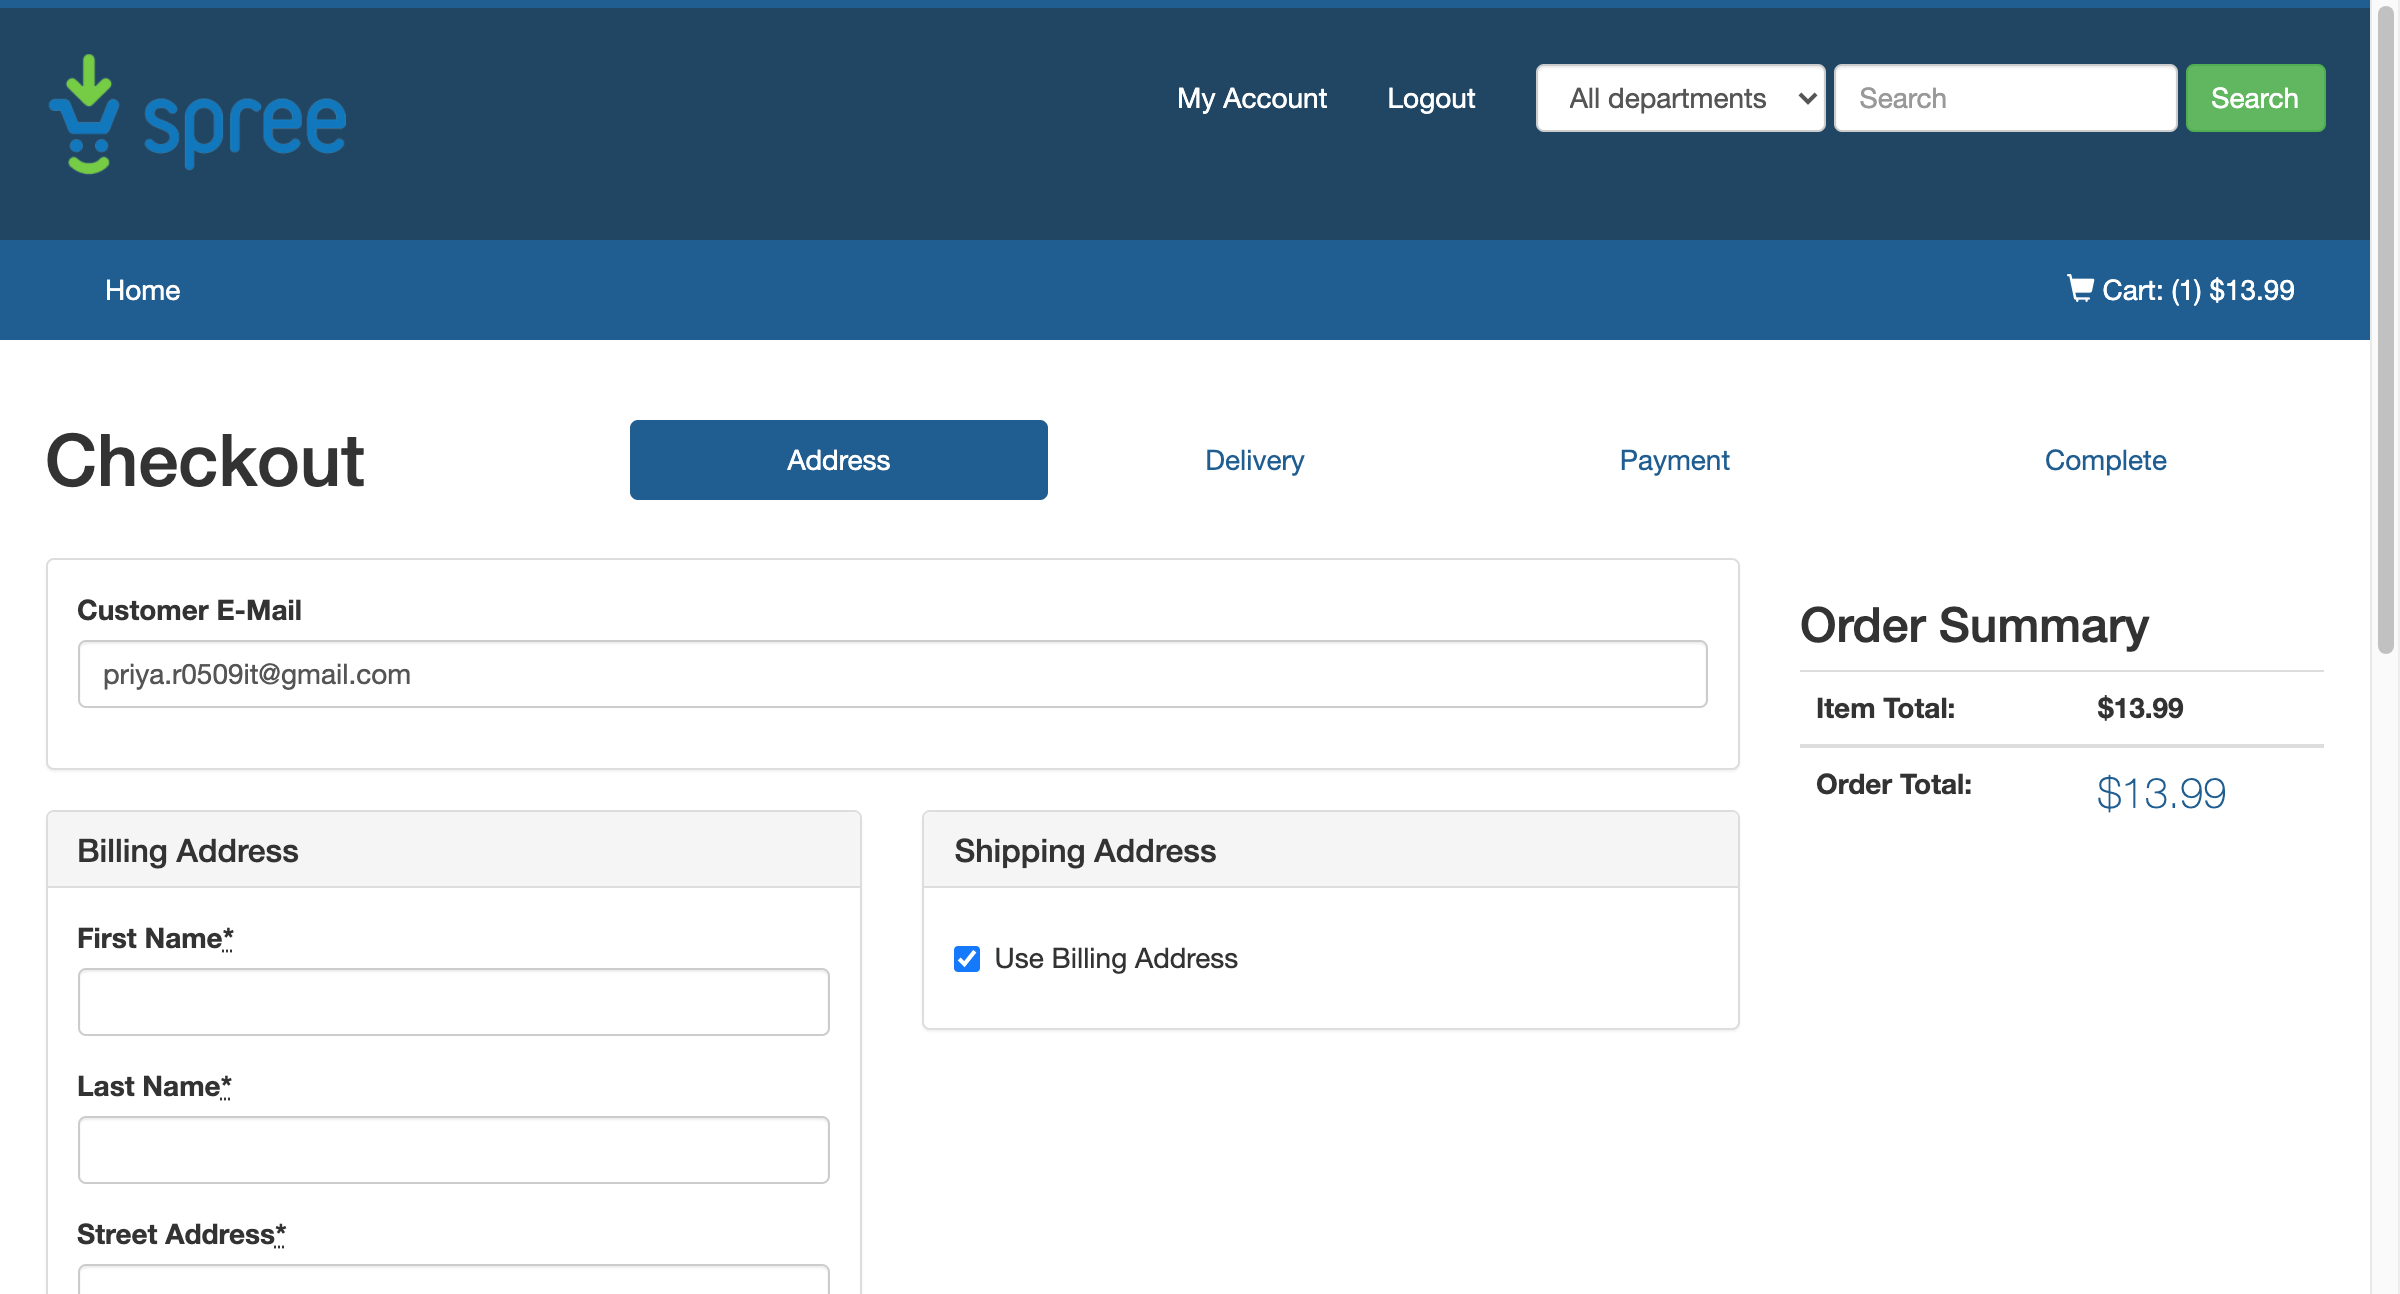 spree
My Account
Logout
All departments
Search
Search
Home
Cart: (1) $13.99
Checkout
Address
Delivery
Payment
Complete
Customer E-Mail
priya.r0509it@gmail.com
Order Summary
Item Total: $13.99
Order Total: $13.99
Billing Address
First Name*
Last Name*
Street Address*
Shipping Address
Use Billing Address